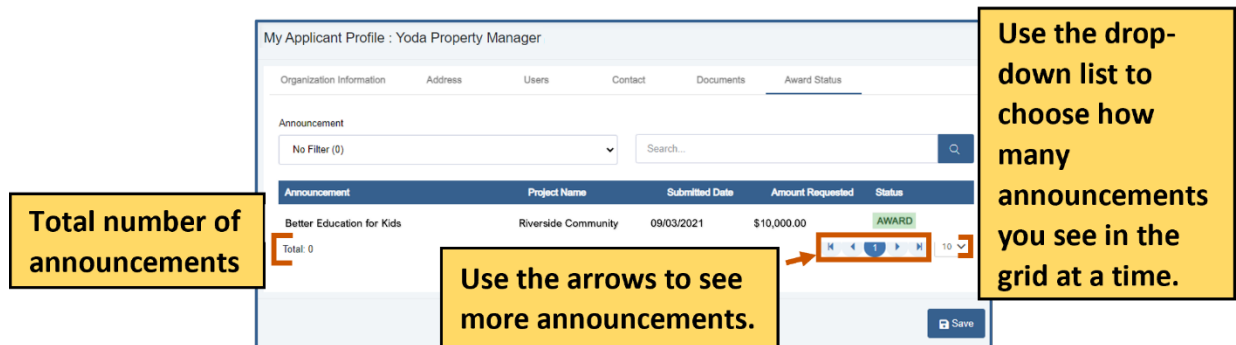 My Applicant Profile : Yoda Property Manager
Organization Information Address Users Contact Documents Award Status
Announcement
No Filter (0) Search...
Announcement Project Name Submitted Date Amount Requested Status
Better Education for Kids Riverside Community 09/03/2021 $10,000.00 AWARD
Total: 0 1 10
Save
Total number of
announcements
Use the arrows to see
more announcements.
Use the drop-
down list to
choose how
many
announcements
you see in the
grid at a time.